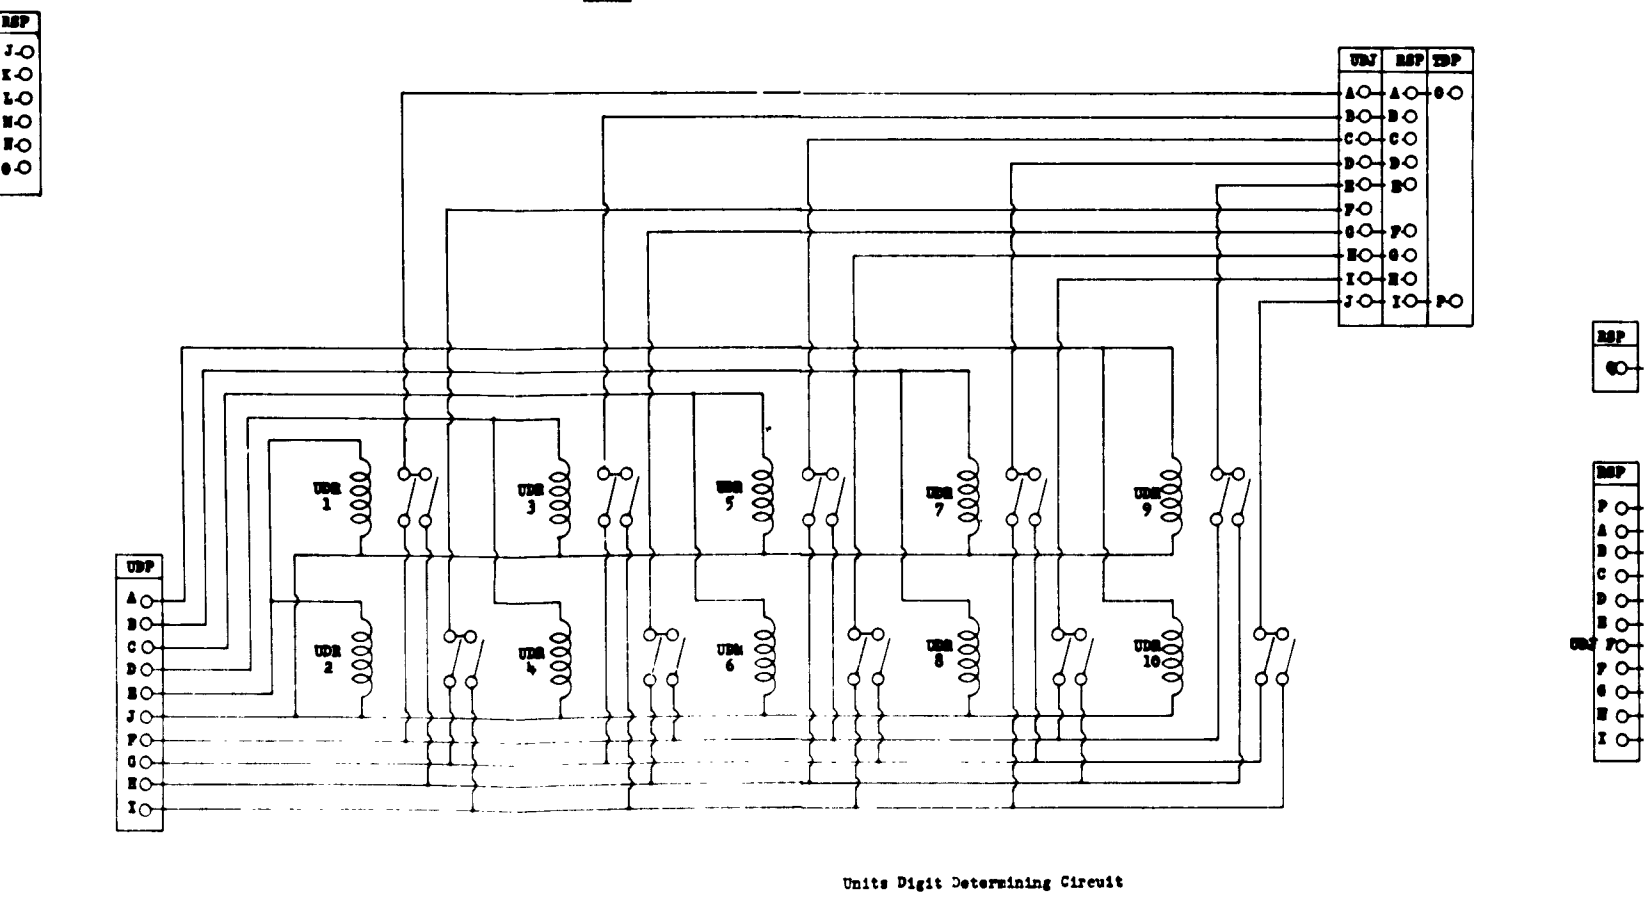 RSP
J
K
L
M
N
O
UDJ RSP TDP
A A O
B B
C C
D D
E E
F
G F
H G
I H
J I P
RSP
RSP
P
A
B
C
D
E
UDJ F
F
G
H
I
UDR
1
UDR
3
UDR
5
UDR
7
UDR
9
UDR
2
UDR
4
UDR
6
UDR
8
UDR
10
UDP
A
B
C
D
E
J
F
G
H
I
Units Digit Determining Circuit